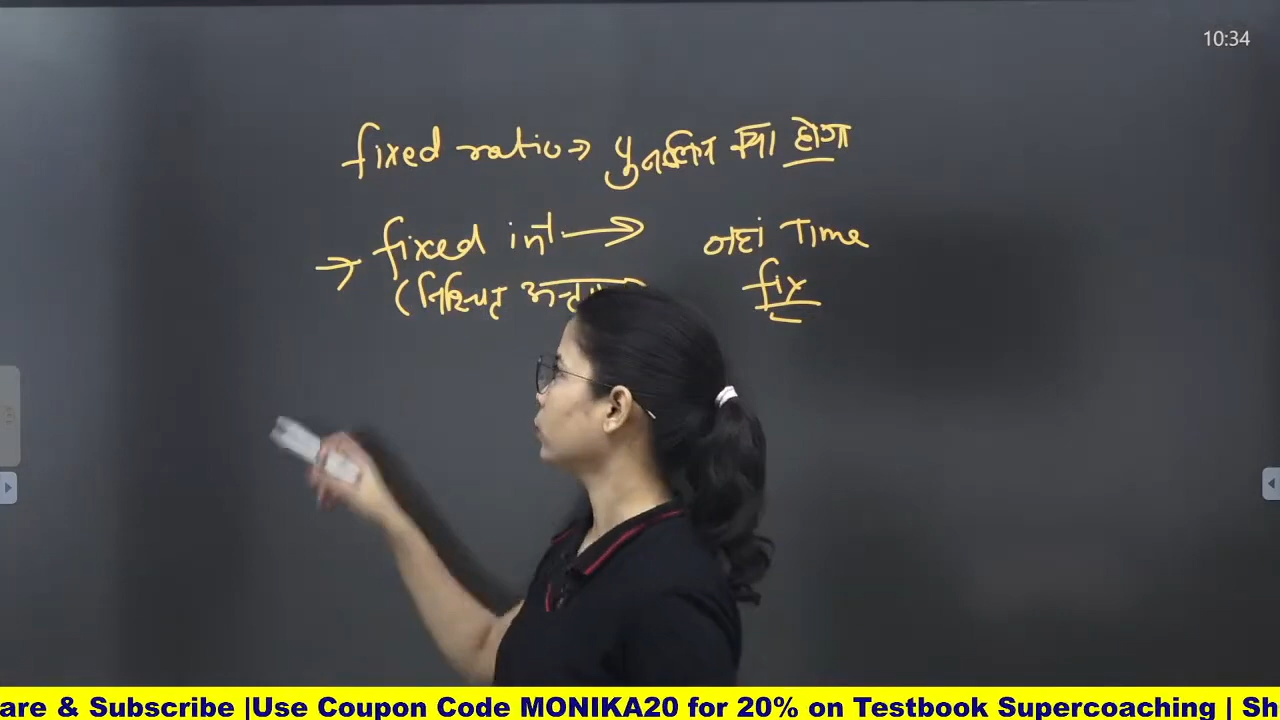 10:34
fixed ratio → पुनर्बलन क्या होगा
→ fixed int. → जहां Time
(निश्चित fix
are & Subscribe |Use Coupon Code MONIKA20 for 20% on Testbook Supercoaching | Sh